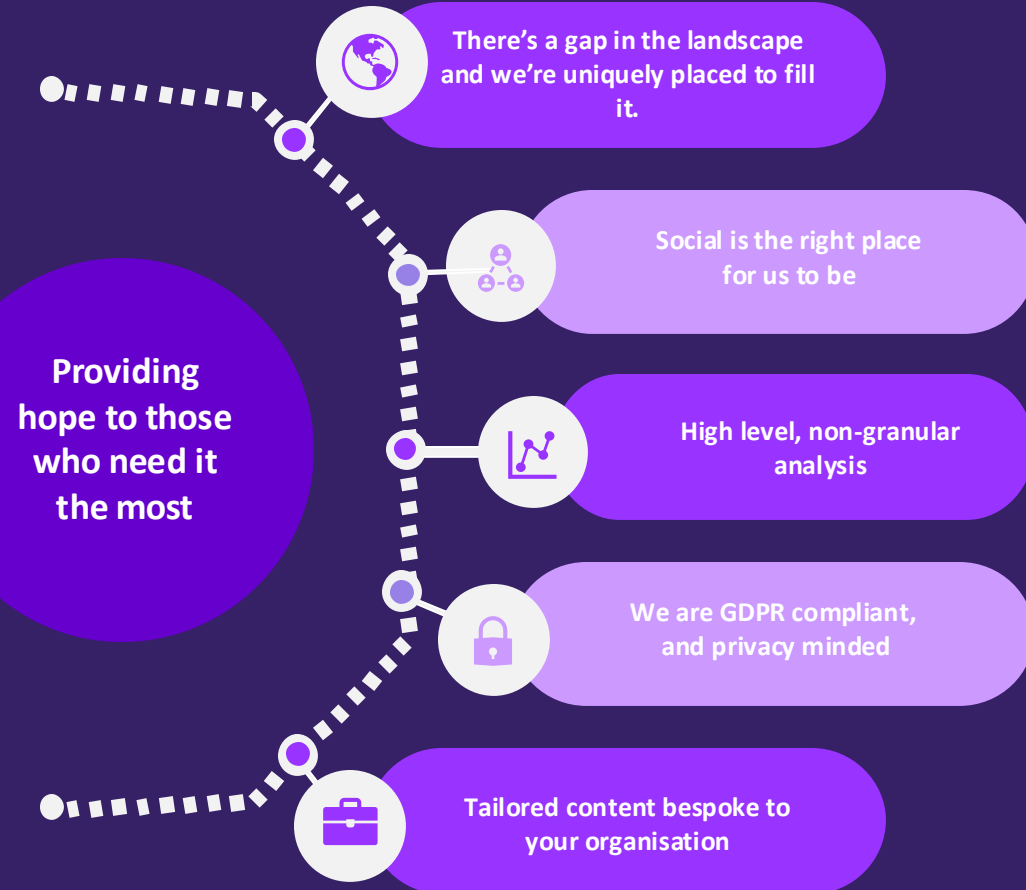 There’s a gap in the landscape
and we’re uniquely placed to fill
it.
Social is the right place
for us to be
Providing
hope to those
who need it
the most
High level, non-granular
analysis
We are GDPR compliant,
and privacy minded
Tailored content bespoke to
your organisation